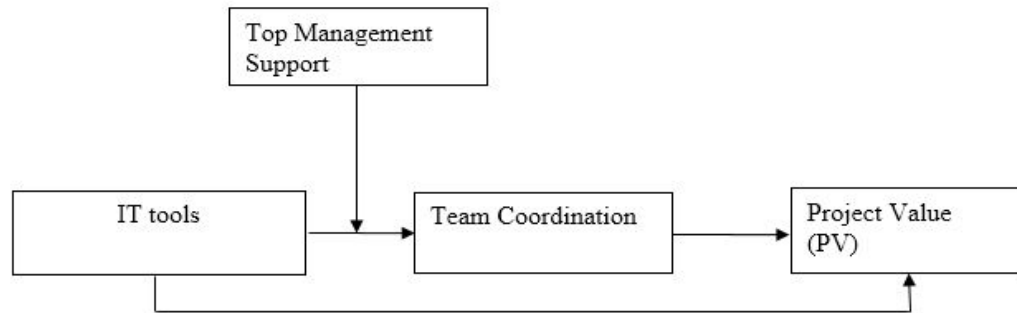 Top Management
Support
IT tools
Team Coordination
Project Value
(PV)